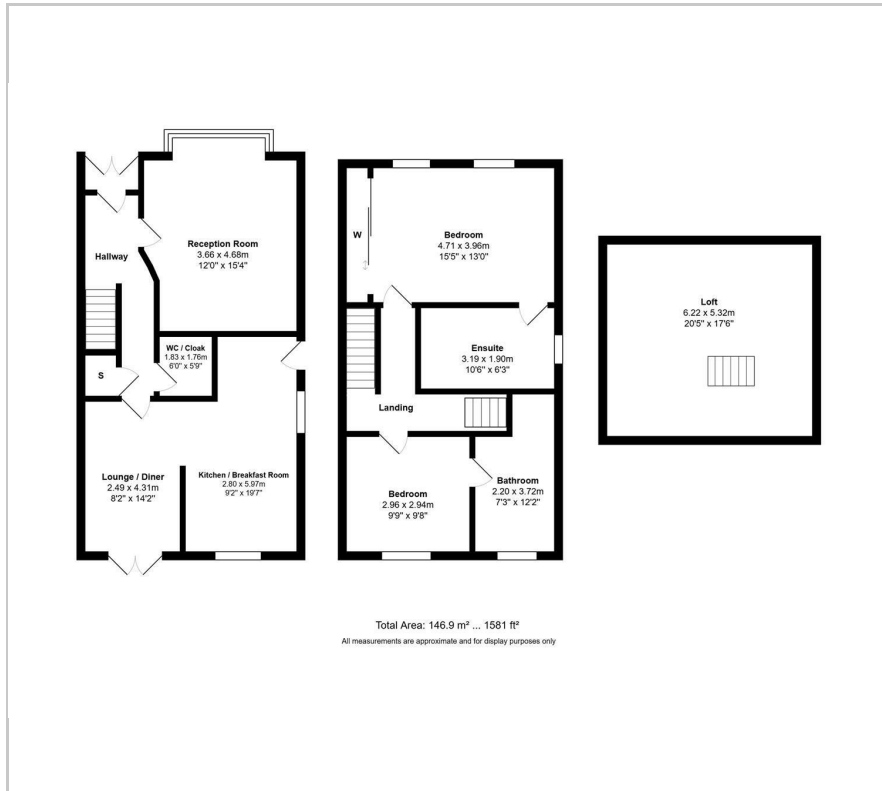 Reception Room
3.66 x 4.68m
12'0" x 15'4"
Hallway
WC / Cloak
1.83 x 1.76m
6'0" x 5'9"
S
Lounge / Diner
2.49 x 4.31m
8'2" x 14'2"
Kitchen / Breakfast Room
2.80 x 5.97m
9'2" x 19'7"
W
Bedroom
4.71 x 3.96m
15'5" x 13'0"
Ensuite
3.19 x 1.90m
10'6" x 6'3"
Landing
Bedroom
2.96 x 2.94m
9'9" x 9'8"
Bathroom
2.20 x 3.72m
7'3" x 12'2"
Loft
6.22 x 5.32m
20'5" x 17'6"
Total Area: 146.9 m² ... 1581 ft²
All measurements are approximate and for display purposes only